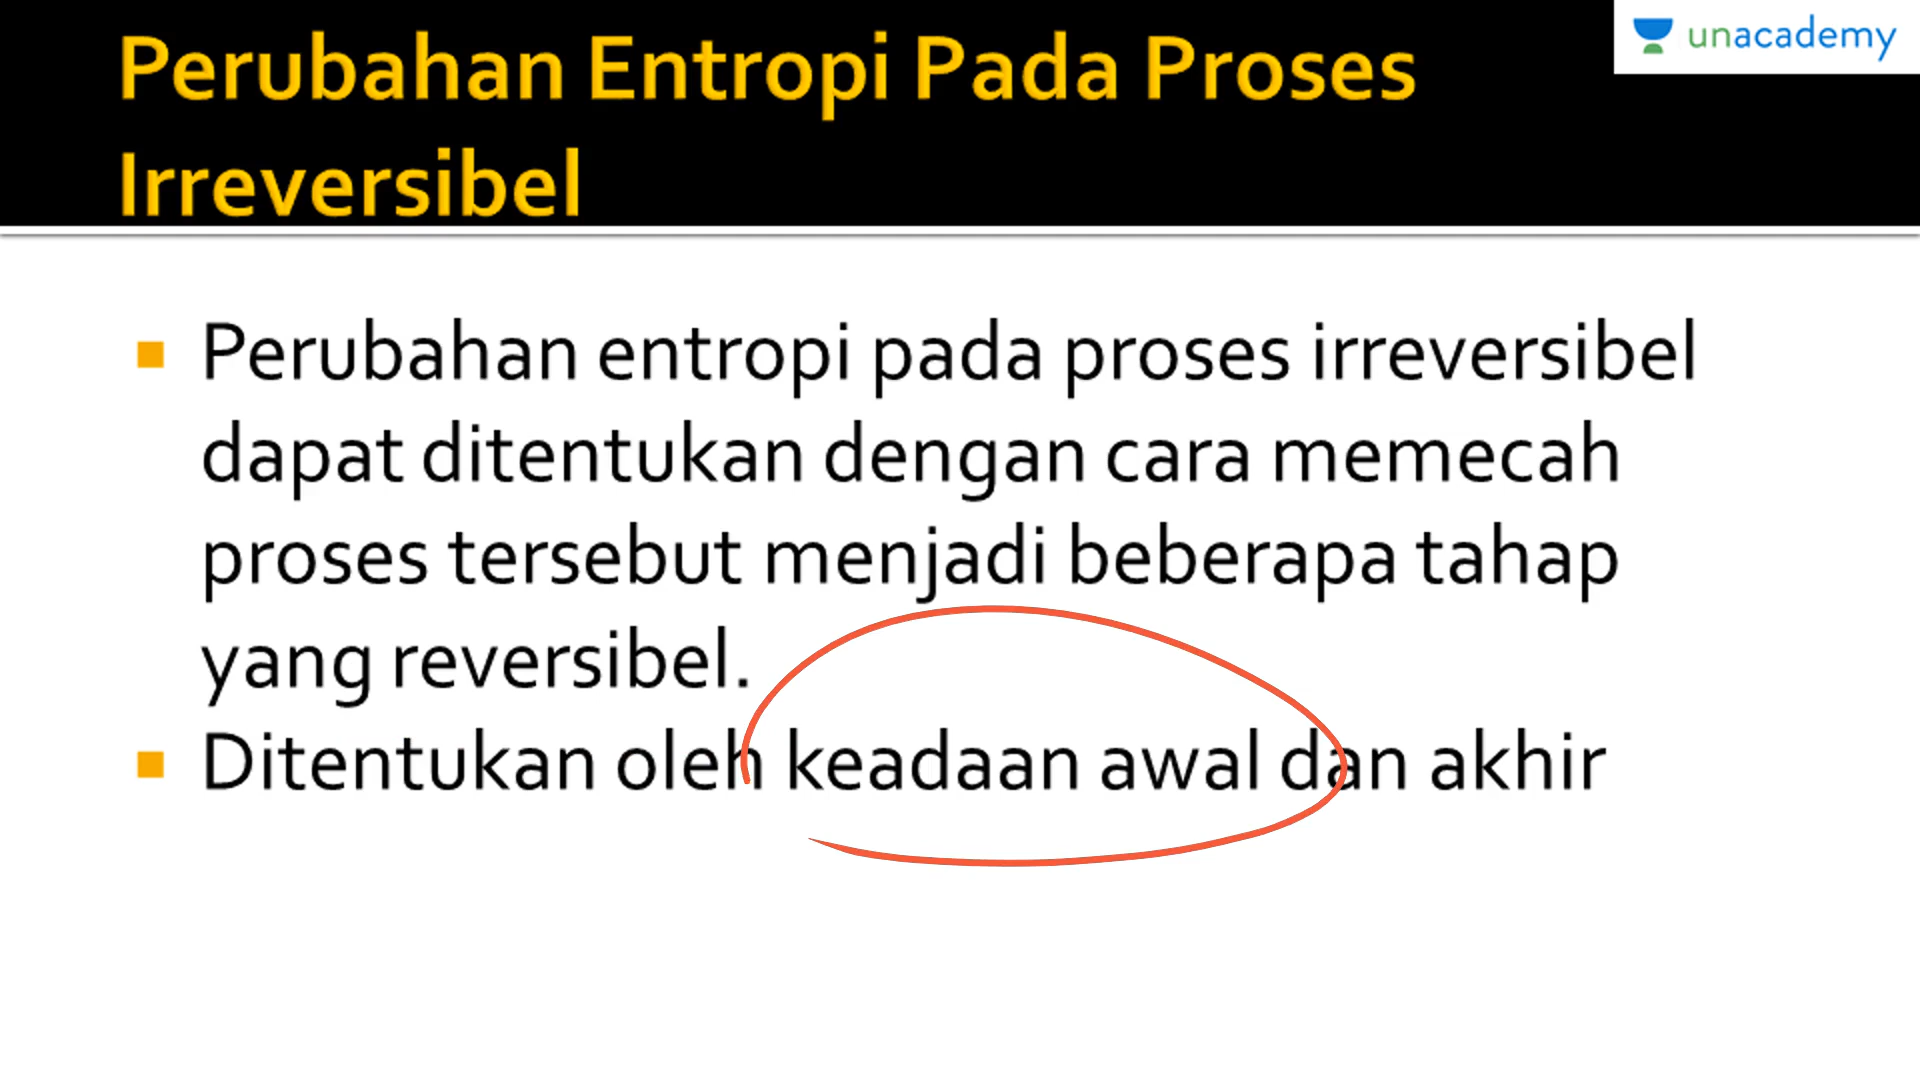 Perubahan Entropi Pada Proses
Irreversibel
unacademy
Perubahan entropi pada proses irreversibel
dapat ditentukan dengan cara memecah
proses tersebut menjadi beberapa tahap
yang reversibel.
Ditentukan oleh keadaan awal dan akhir